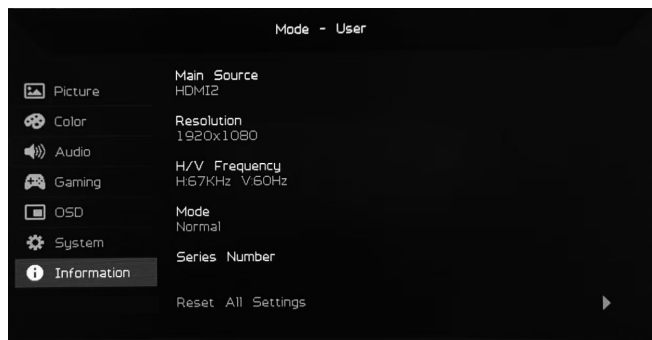 Mode - User
Picture
Color
Audio
Gaming
OSD
System
Information
Main Source
HDMI2
Resolution
1920x1080
H/V Frequency
H:67KHz V:60Hz
Mode
Normal
Series Number
Reset All Settings